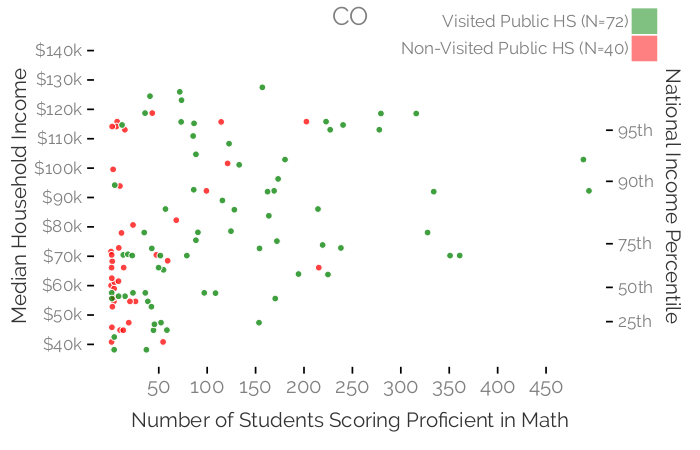 CO
Visited Public HS (N=72)
Non-Visited Public HS (N=40)
Median Household Income
$140k
$130k
$120k
$110k
$100k
$90k
$80k
$70k
$60k
$50k
$40k
National Income Percentile
95th
90th
75th
50th
25th
50 100 150 200 250 300 350 400 450
Number of Students Scoring Proficient in Math